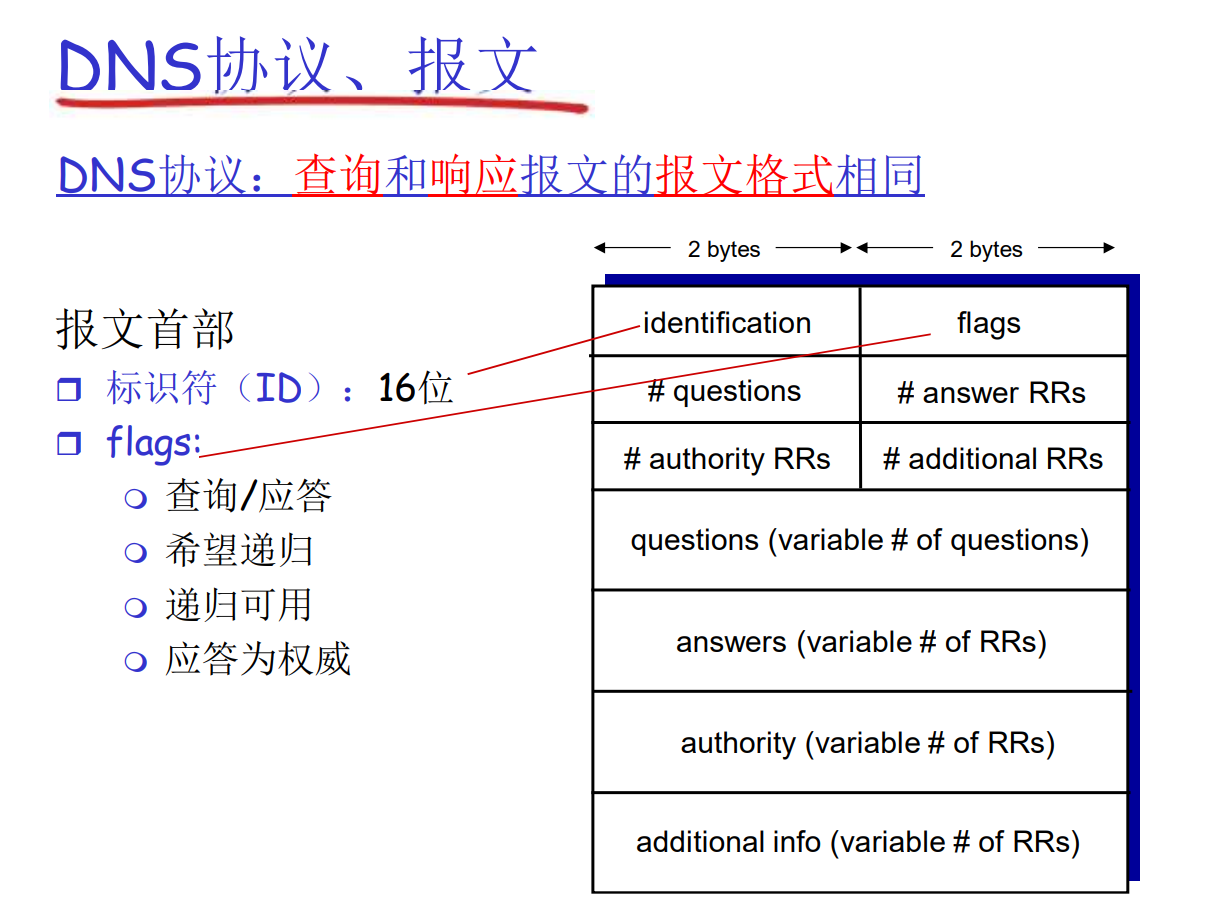 DNS协议、报文
DNS协议：查询和响应报文的报文格式相同
2 bytes 2 bytes
报文首部
标识符（ID）：16位
flags:
查询/应答
希望递归
递归可用
应答为权威
identification flags
# questions # answer RRs
# authority RRs # additional RRs
questions (variable # of questions)
answers (variable # of RRs)
authority (variable # of RRs)
additional info (variable # of RRs)